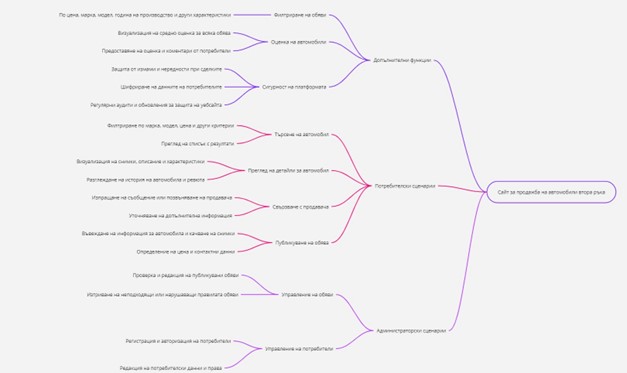 По цена, марка, модел, година на производство и други характеристики
Филтриране на обяви
Визуализация на средна оценка за всяка обява
Оценка на автомобили
Предоставяне на оценка и коментари от потребители
Допълнителни функции
Защита от измами и нередности при сделките
Шифриране на данните на потребителите
Сигурност на платформата
Регулярни аудити и обновления за защита на уебсайта
Филтриране по марка, модел, цена и други критерии
Търсене на автомобил
Преглед на списък с резултати
Визуализация на снимки, описание и характеристики
Преглед на детайли за автомобил
Разглеждане на история на автомобила и ревюта
Потребителски сценарии
Сайт за продажба на автомобили втора ръка
Изпращане на съобщение или позвъняване на продавача
Свързване с продавача
Уточняване на допълнителна информация
Въвеждане на информация за автомобила и качване на снимки
Публикуване на обява
Определяне на цена и контактни данни
Проверка и редакция на публикувани обяви
Изтриване на неподходящи или нарушаващи правилата обяви
Управление на обяви
Администраторски сценарии
Регистрация и авторизация на потребители
Управление на потребители
Редакция на потребителски данни и права